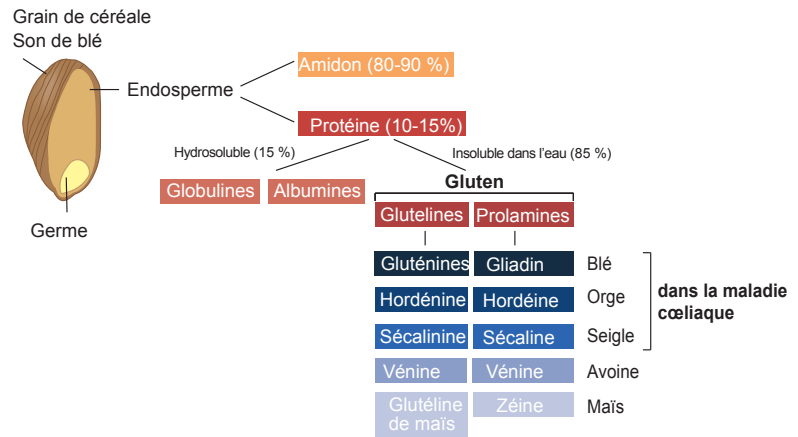 Grain de céréale
Son de blé
Endosperme
Germe
Amidon (80-90 %)
Protéine (10-15%)
Hydrosoluble (15 %)
Insoluble dans l'eau (85 %)
Globulines
Albumines
Gluten
Glutelines
Prolamines
Gluténines
Gliadin
Blé
Hordénine
Hordéine
Orge
Sécalinine
Sécaline
Seigle
dans la maladie
cœliaque
Vénine
Vénine
Avoine
Glutéline
de maïs
Zéine
Maïs